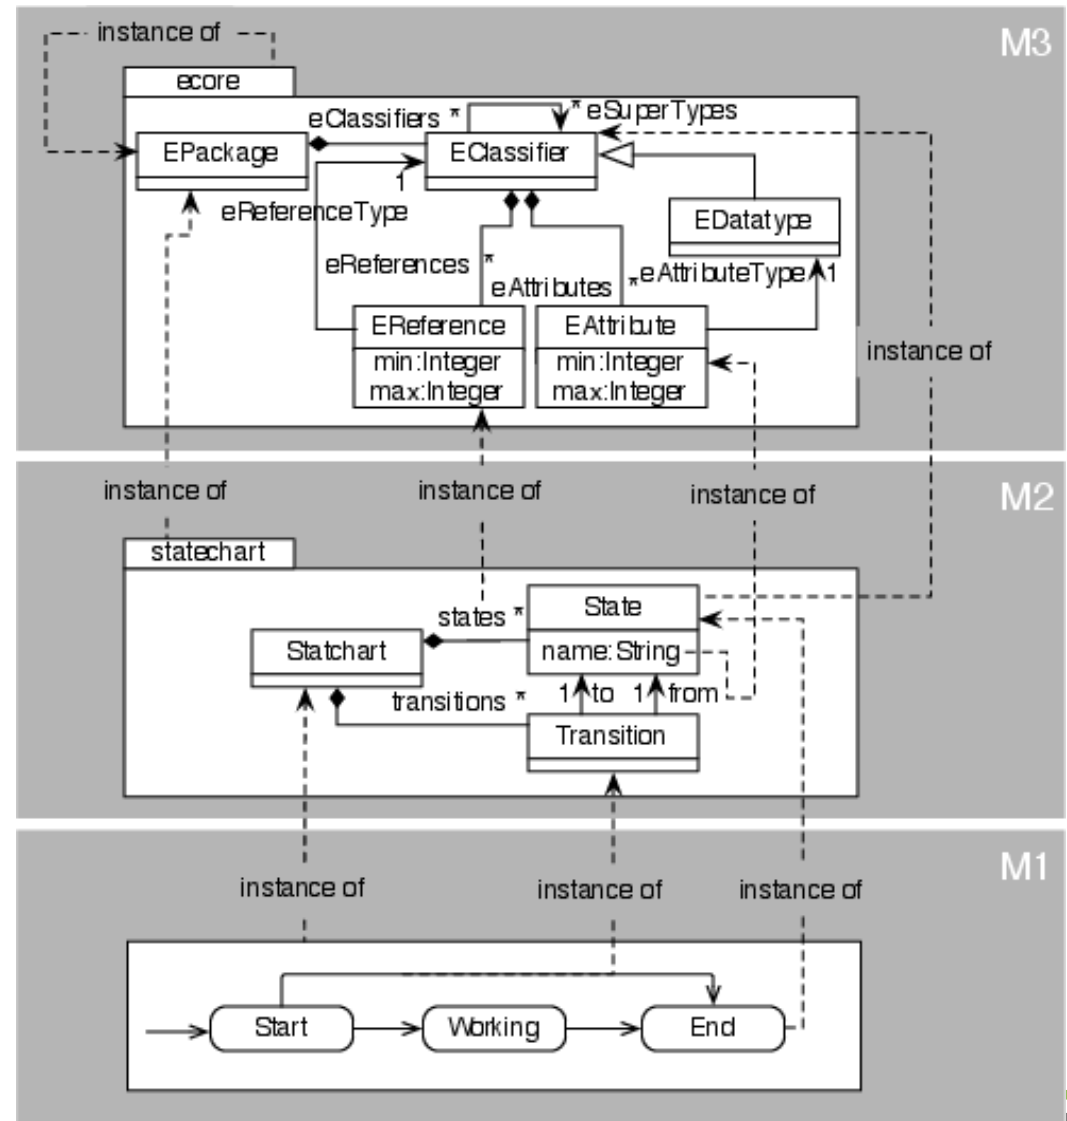 instance of
M3
ecore
eClassifiers *
* eSuperTypes
EPackage
EClassifier
1
eReferenceType
EDatatype
eReferences *
eAttributes *
eAttributeType 1
EReference
EAttribute
min:Integer
max:Integer
min:Integer
max:Integer
instance of
instance of
instance of
instance of
M2
statechart
states *
State
Statchart
name:String
transitions *
1 to
1 from
Transition
M1
instance of
instance of
instance of
Start
Working
End